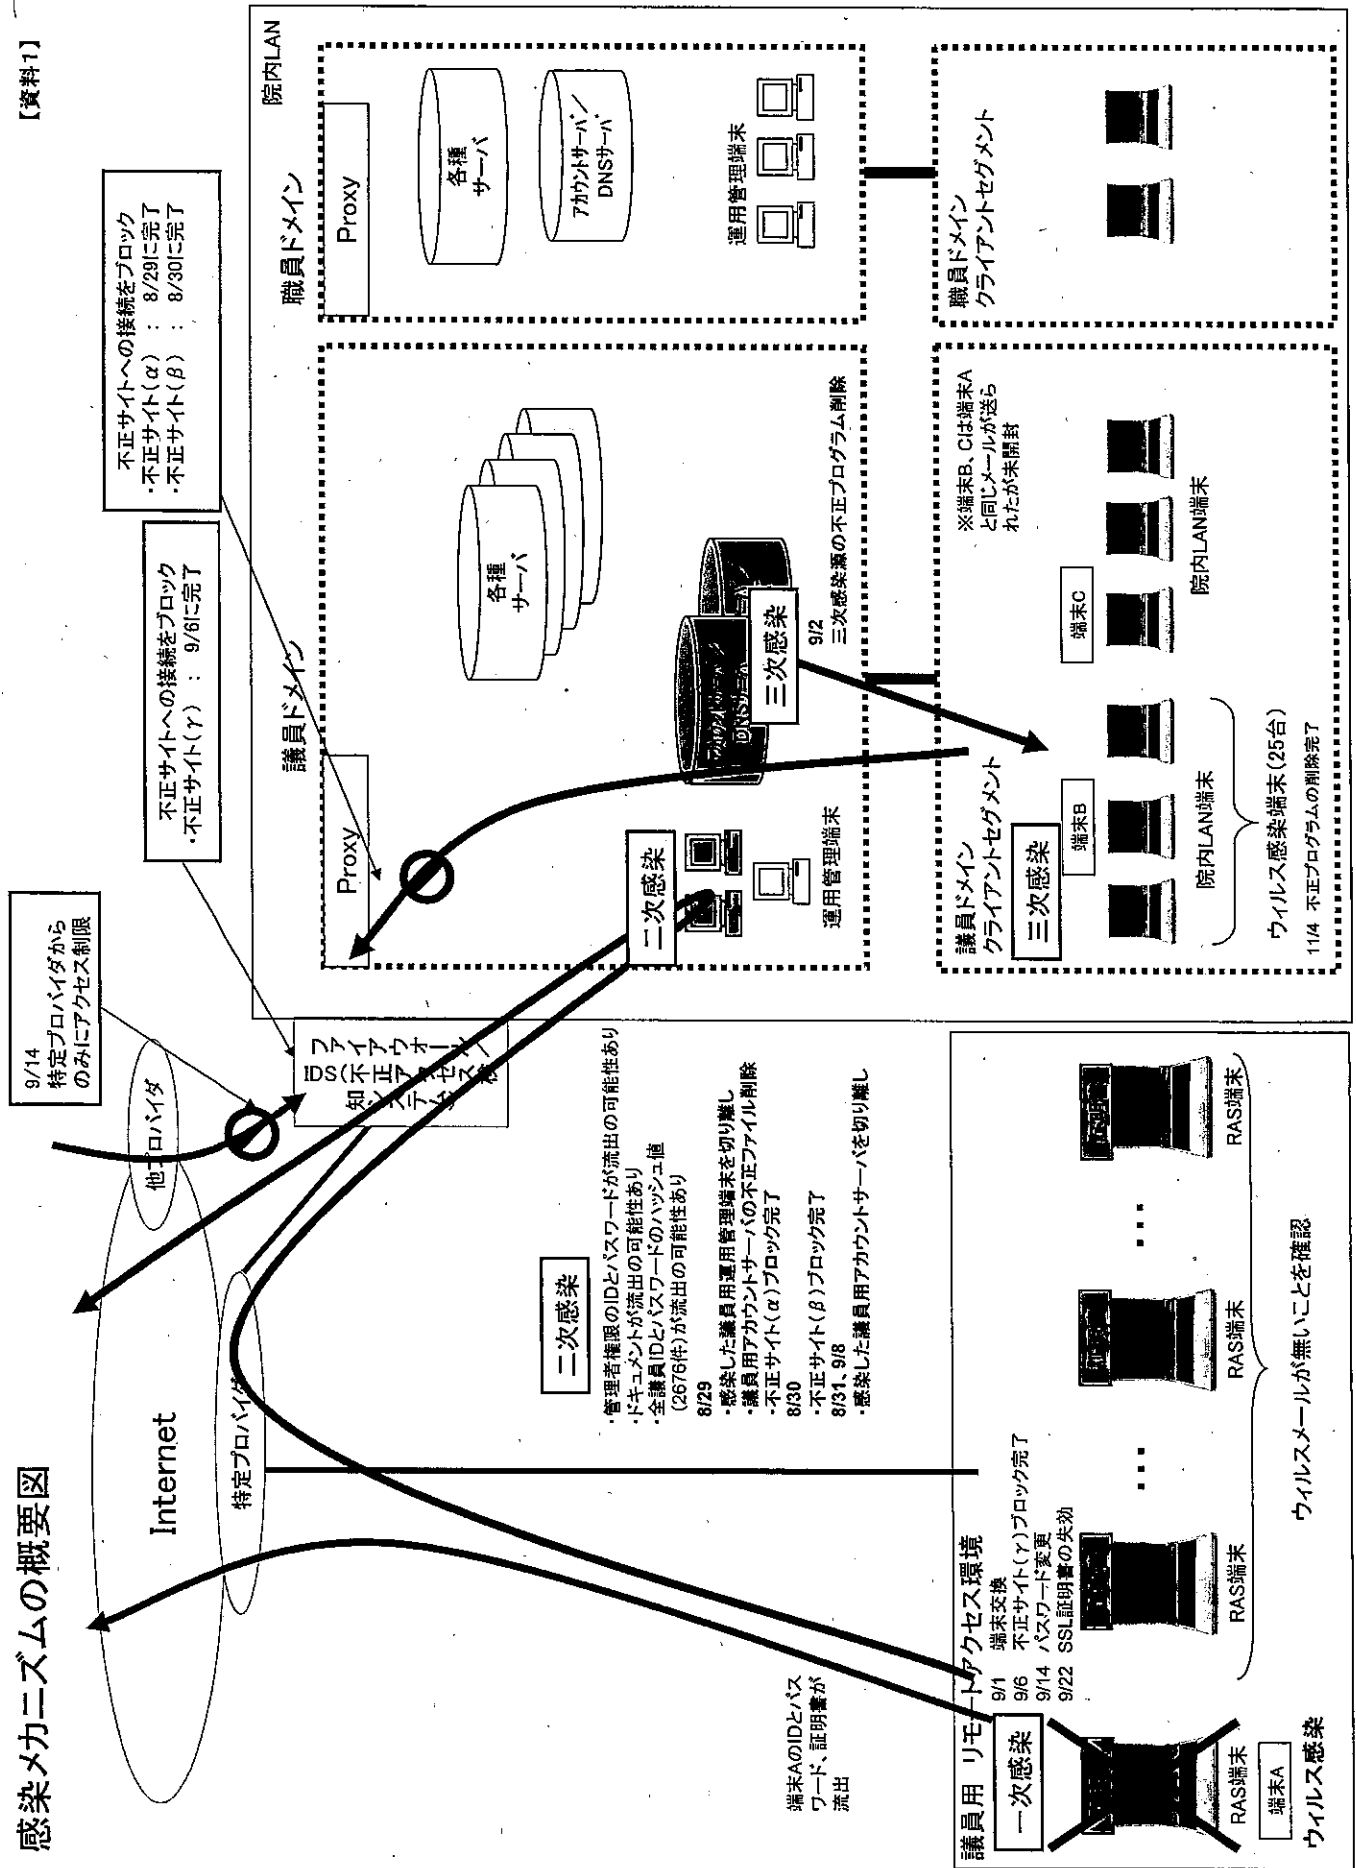 【資料1】
感染メカニズムの概要図
Internet
特定プロバイダ
他プロバイダ
9/14
特定プロバイダから
のみにアクセス制限
不正サイトへの接続をブロック
・不正サイト(γ) : 9/6に完了
不正サイトへの接続をブロック
・不正サイト(α) : 8/29に完了
・不正サイト(β) : 8/30に完了
ファイアウォール/
IDS(不正アクセス検
知システム)
院内LAN
議員ドメイン
Proxy
各種
サーバ
DNSサーバ
三次感染
9/2
三次感染源の不正プログラム削除
二次感染
運用管理端末
職員ドメイン
Proxy
各種
サーバ
アカウントサーバ/
DNSサーバ
運用管理端末
二次感染
・管理者権限のIDとパスワードが流出の可能性あり
・ドキュメントが流出の可能性あり
・全議員IDとパスワードのハッシュ値
(2676件)が流出の可能性あり
8/29
・感染した議員用運用管理端末を切り離し
・議員用アカウントサーバの不正ファイル削除
・不正サイト(α)ブロック完了
8/30
・不正サイト(β)ブロック完了
8/31、9/8
・感染した議員用アカウントサーバを切り離し
端末AのIDとパス
ワード、証明書が
流出
議員用 リモートアクセス環境
一次感染
9/1 端末交換
9/6 不正サイト(γ)ブロック完了
9/14 パスワード変更
9/22 SSL証明書の失効
RAS端末
端末A
ウィルス感染
RAS端末
・・・
RAS端末
・・・
RAS端末
ウィルスメールが無いことを確認
議員ドメイン
クライアントセグメント
三次感染
端末B
院内LAN端末
ウィルス感染端末(25台)
11/4 不正プログラムの削除完了
端末C
院内LAN端末
※端末B、Cは端末A
と同じメールが送ら
れたが未開封
職員ドメイン
クライアントセグメント